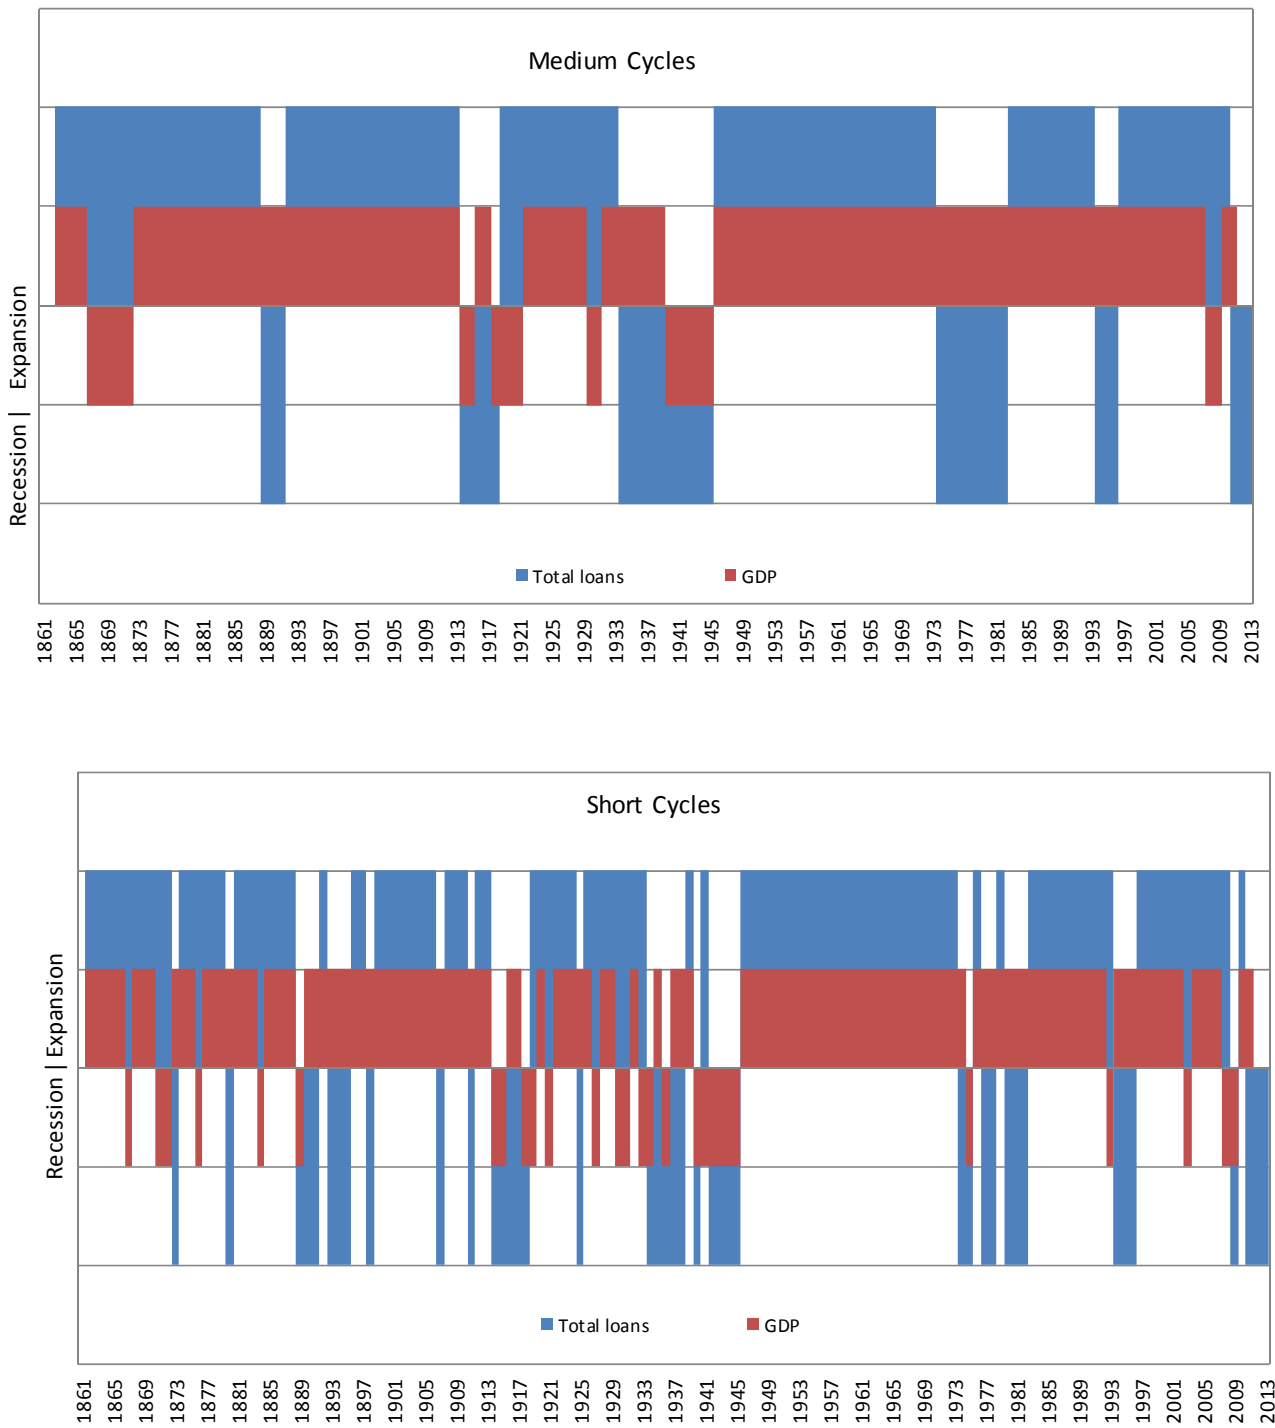 Medium Cycles
Recession | Expansion
Total loans GDP
1861 1865 1869 1873 1877 1881 1885 1889 1893 1897 1901 1905 1909 1913 1917 1921 1925 1929 1933 1937 1941 1945 1949 1953 1957 1961 1965 1969 1973 1977 1981 1985 1989 1993 1997 2001 2005 2009 2013
Short Cycles
Recession | Expansion
Total loans GDP
1861 1865 1869 1873 1877 1881 1885 1889 1893 1897 1901 1905 1909 1913 1917 1921 1925 1929 1933 1937 1941 1945 1949 1953 1957 1961 1965 1969 1973 1977 1981 1985 1989 1993 1997 2001 2005 2009 2013